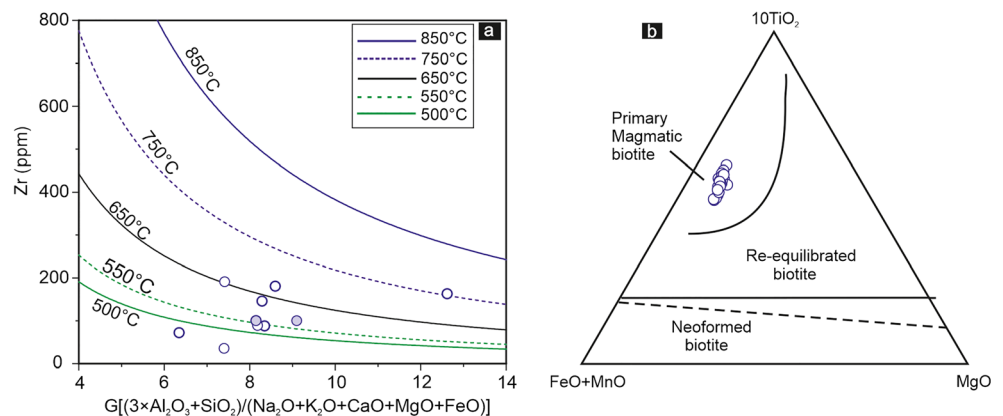 a
850°C
750°C
650°C
550°C
500°C
850°C
750°C
650°C
550°C
500°C
Zr (ppm)
800
600
400
200
0
4
6
8
10
12
14
G[(3×Al₂O₃+SiO₂)/(Na₂O+K₂O+CaO+MgO+FeO)]
b
10TiO₂
Primary
Magmatic
biotite
Re-equilibrated
biotite
Neoformed
biotite
FeO+MnO
MgO